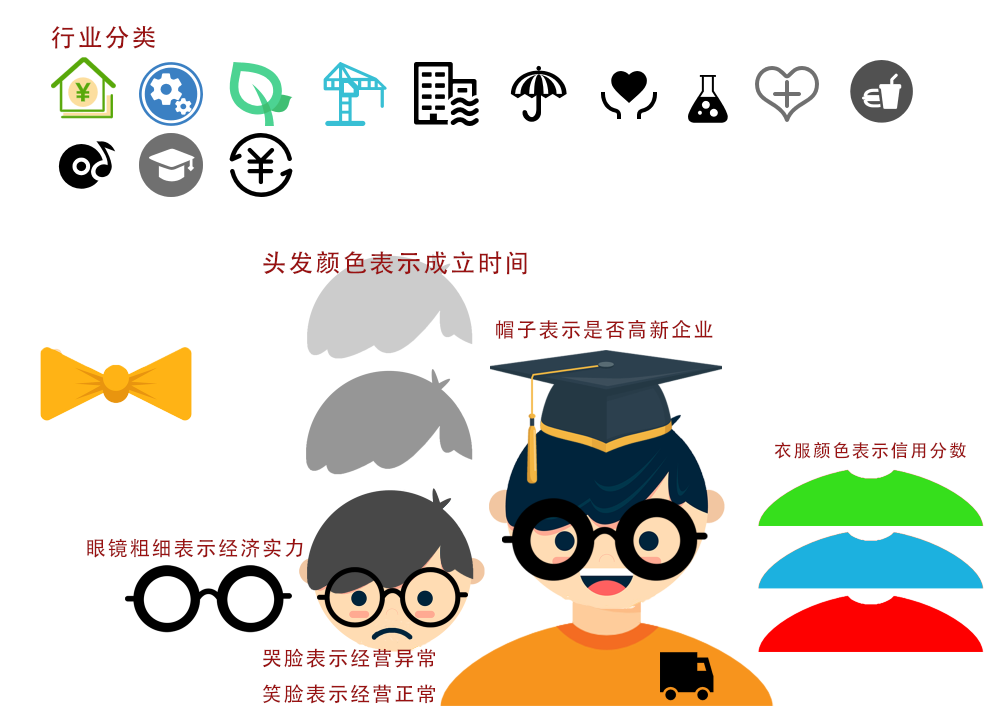 行业分类
头发颜色表示成立时间
帽子表示是否高新企业
衣服颜色表示信用分数
眼镜粗细表示经济实力
哭脸表示经营异常
笑脸表示经营正常